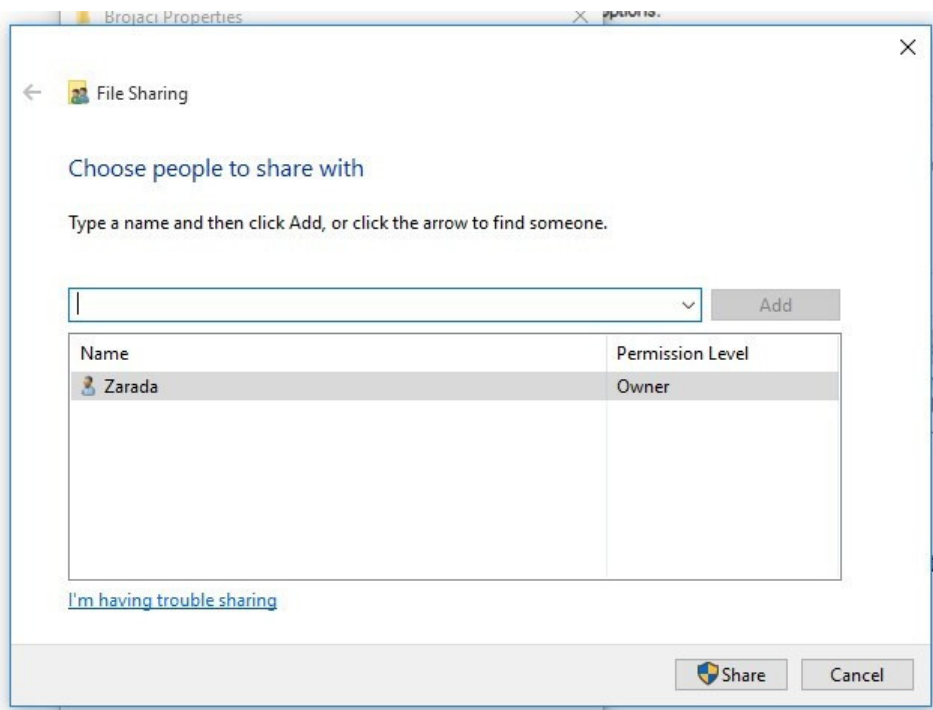 Brojaci Properties
options:
File Sharing
Choose people to share with
Type a name and then click Add, or click the arrow to find someone.
Add
Name Permission Level
Zarada Owner
I'm having trouble sharing
Share Cancel